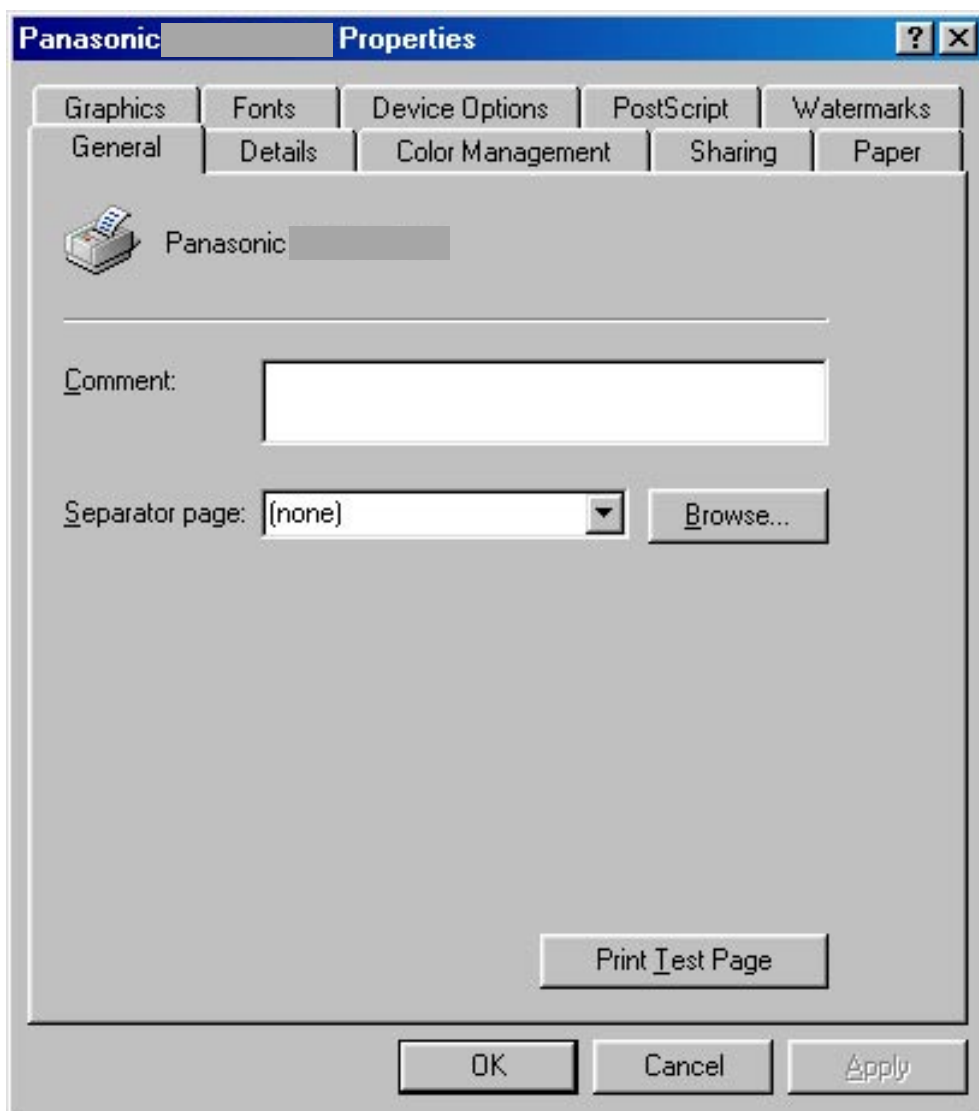 Panasonic Properties
Graphics Fonts Device Options PostScript Watermarks
General Details Color Management Sharing Paper
Panasonic
Comment:
Separator page: (none) Browse...
Print Test Page
OK Cancel Apply